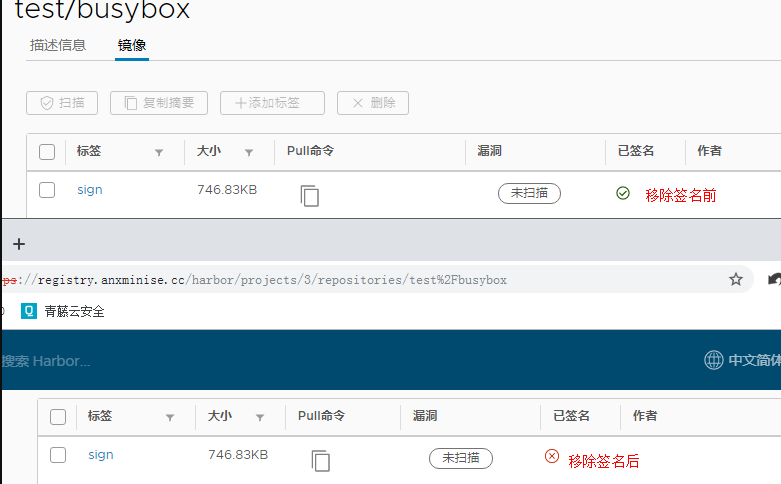 test/busybox
描述信息 镜像
扫描 复制摘要 添加标签 删除
标签 大小 Pull命令 漏洞 已签名 作者
sign 746.83KB 未扫描 移除签名前
ps://registry.anxminise.cc/harbor/projects/3/repositories/test%2Fbusybox
Q 青藤云安全
搜索 Harbor... 中文简体
标签 大小 Pull命令 漏洞 已签名 作者
sign 746.83KB 未扫描 移除签名后